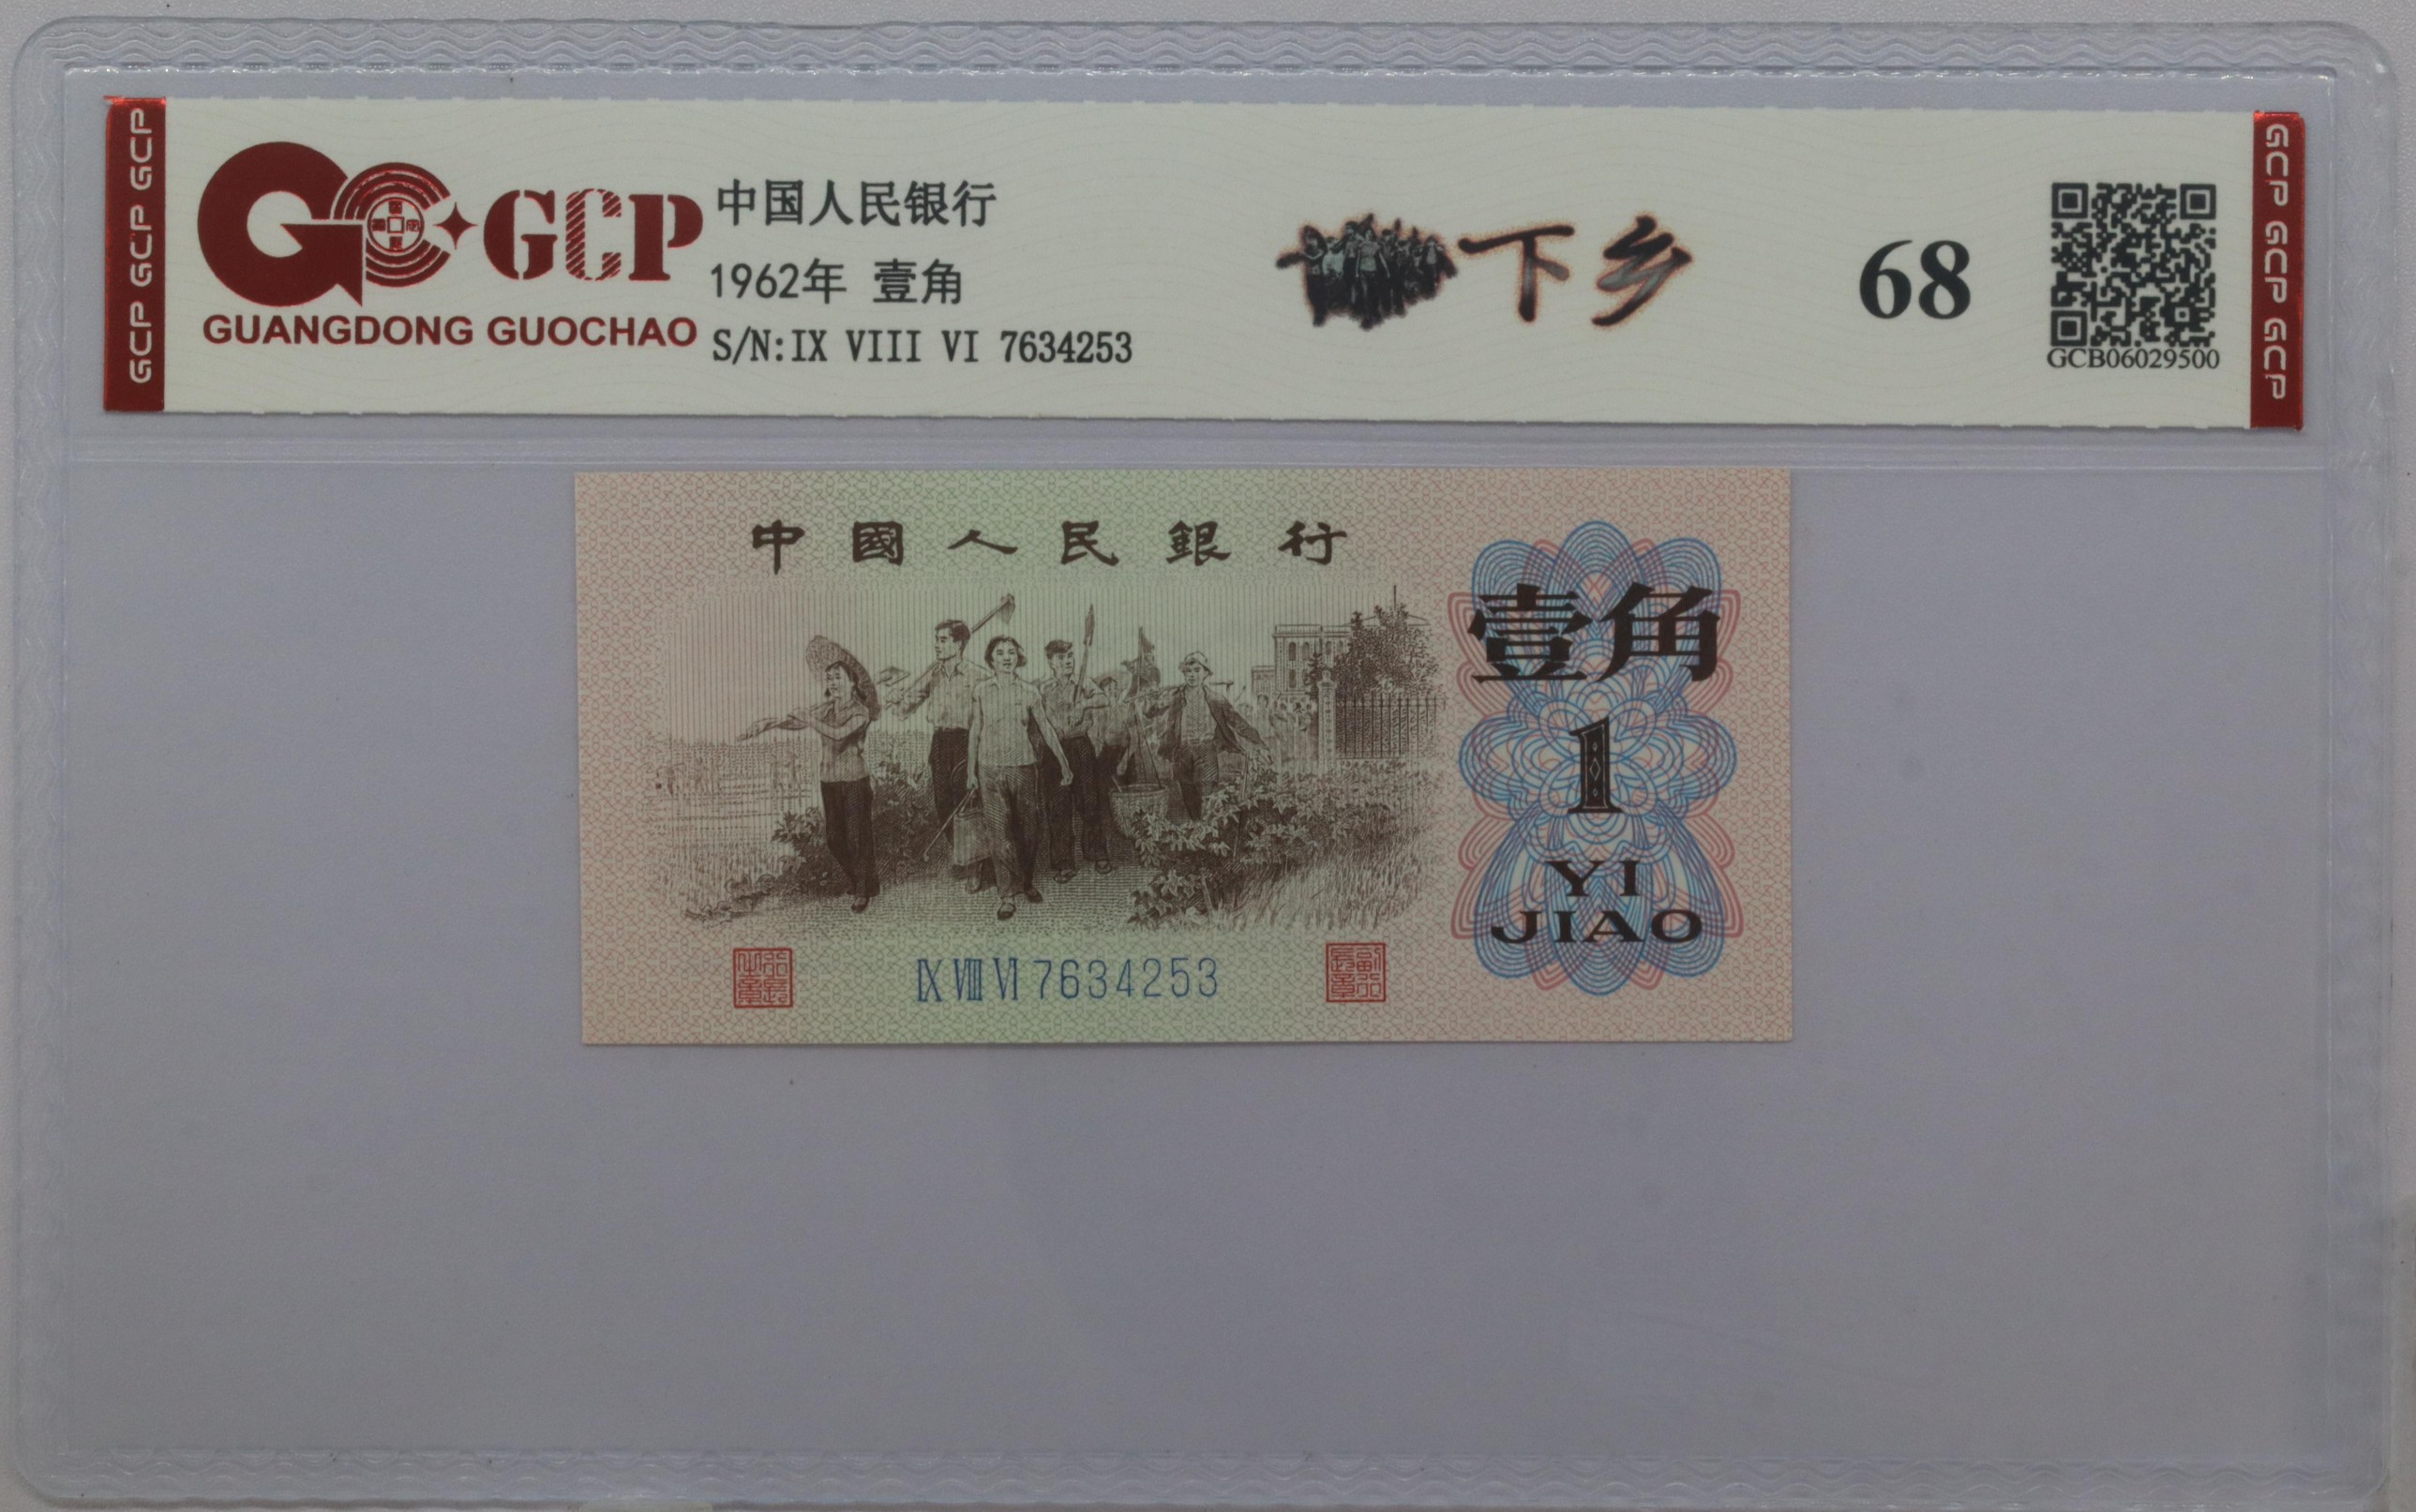 GCP GCP GCP
GCP
GUANGDONG GUOCHAO
中国人民银行
1962年 壹角
S/N:IX VIII VI 7634253
下乡
68
GCB06029500
GCP GCP GCP
中國人民銀行
壹角
1
YI
JIAO
IX VIII VI 7634253